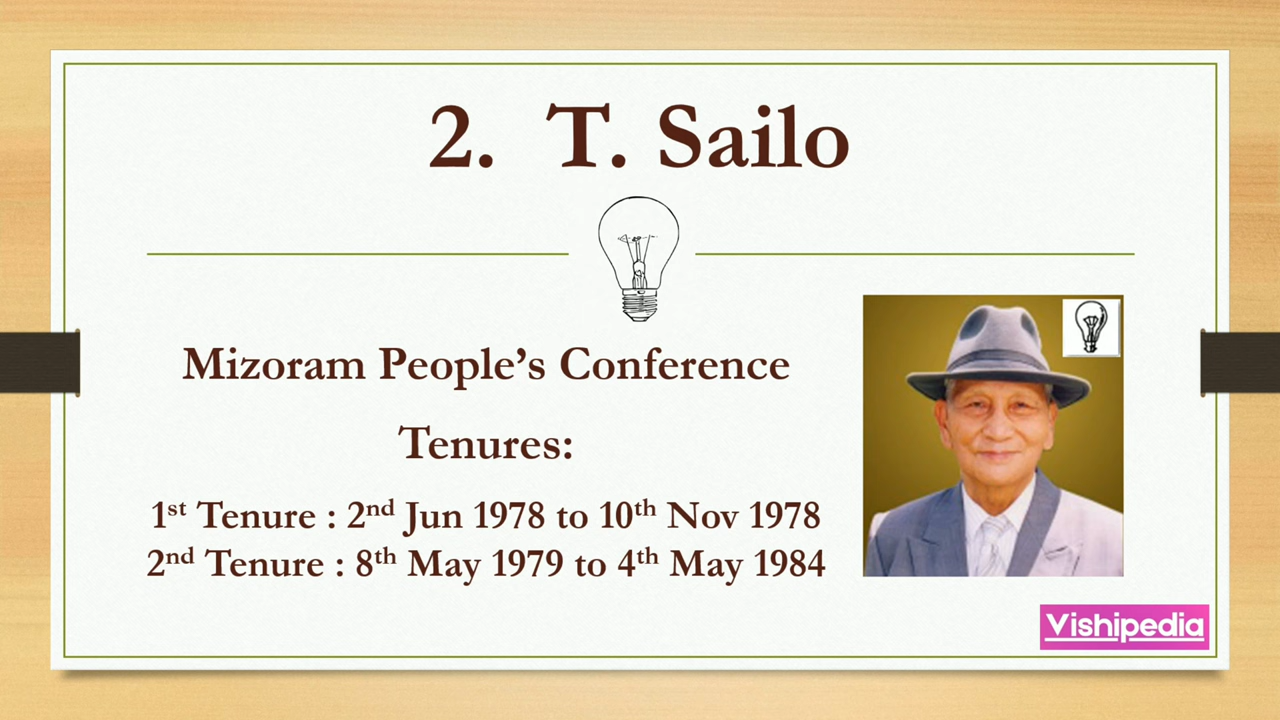 2. T. Sailo
Mizoram People’s Conference
Tenures:
1st Tenure : 2nd Jun 1978 to 10th Nov 1978
2nd Tenure : 8th May 1979 to 4th May 1984
Vishipedia